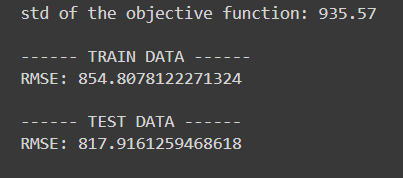 std of the objective function: 935.57
------ TRAIN DATA ------
RMSE: 854.8078122271324
------ TEST DATA ------
RMSE: 817.9161259468618